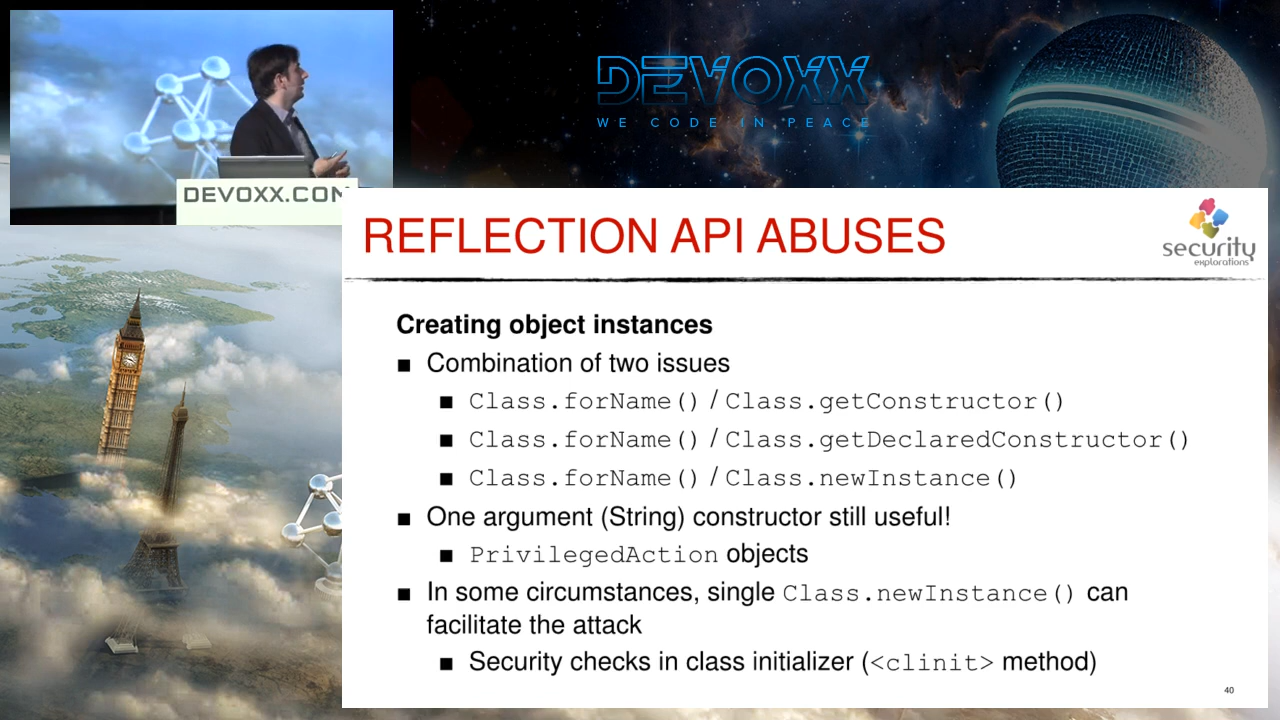 DEVOXX
WE CODE IN PEACE
DEVOXX.COM
REFLECTION API ABUSES
security
explorations
Creating object instances
■ Combination of two issues
■ Class.forName() / Class.getConstructor()
■ Class.forName() / Class.getDeclaredConstructor()
■ Class.forName() / Class.newInstance()
■ One argument (String) constructor still useful!
■ PrivilegedAction objects
■ In some circumstances, single Class.newInstance() can
facilitate the attack
■ Security checks in class initializer (<clinit> method)
40